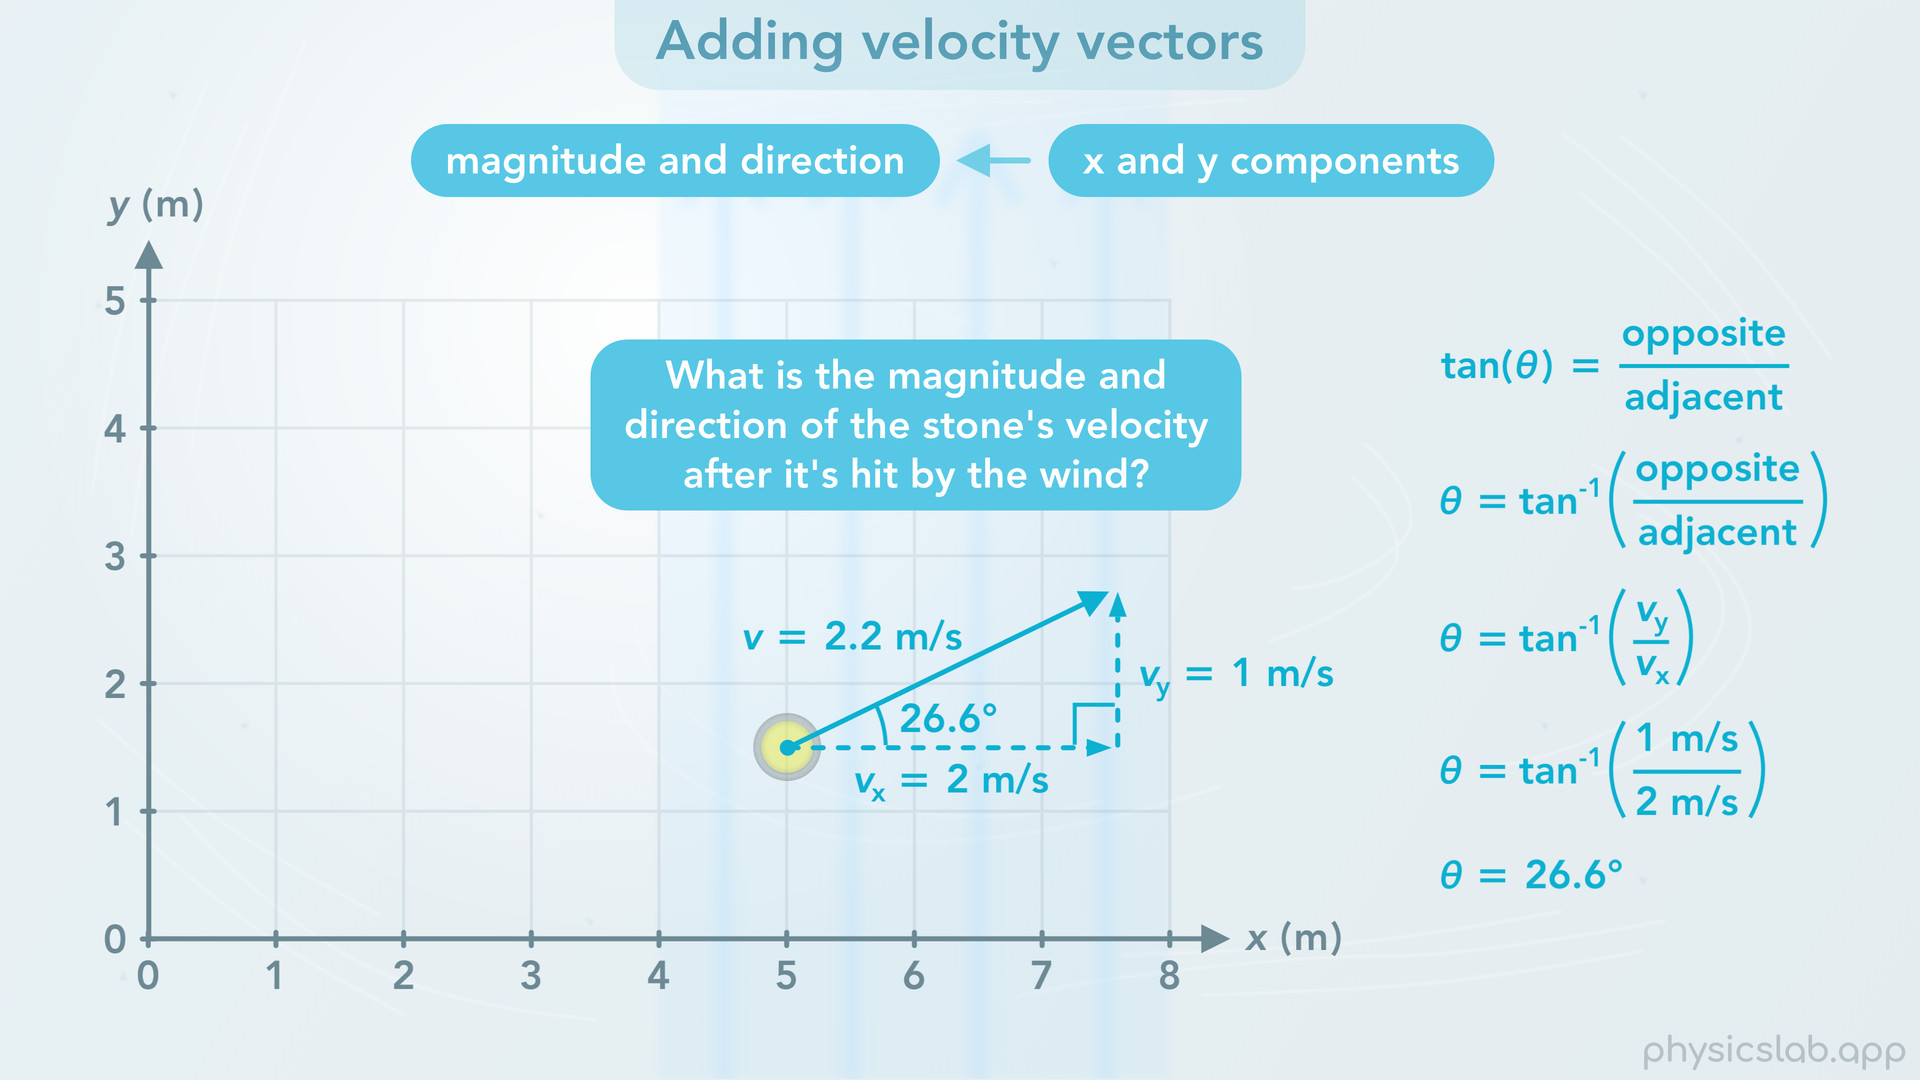 Adding velocity vectors
magnitude and direction
x and y components
y (m)
5
4
3
2
1
0
0 1 2 3 4 5 6 7 8
x (m)
What is the magnitude and
direction of the stone's velocity
after it's hit by the wind?
v = 2.2 m/s
26.6°
vₓ = 2 m/s
v_y = 1 m/s
tan(θ) = opposite / adjacent
θ = tan⁻¹(opposite / adjacent)
θ = tan⁻¹(v_y / vₓ)
θ = tan⁻¹(1 m/s / 2 m/s)
θ = 26.6°
physicslab.app